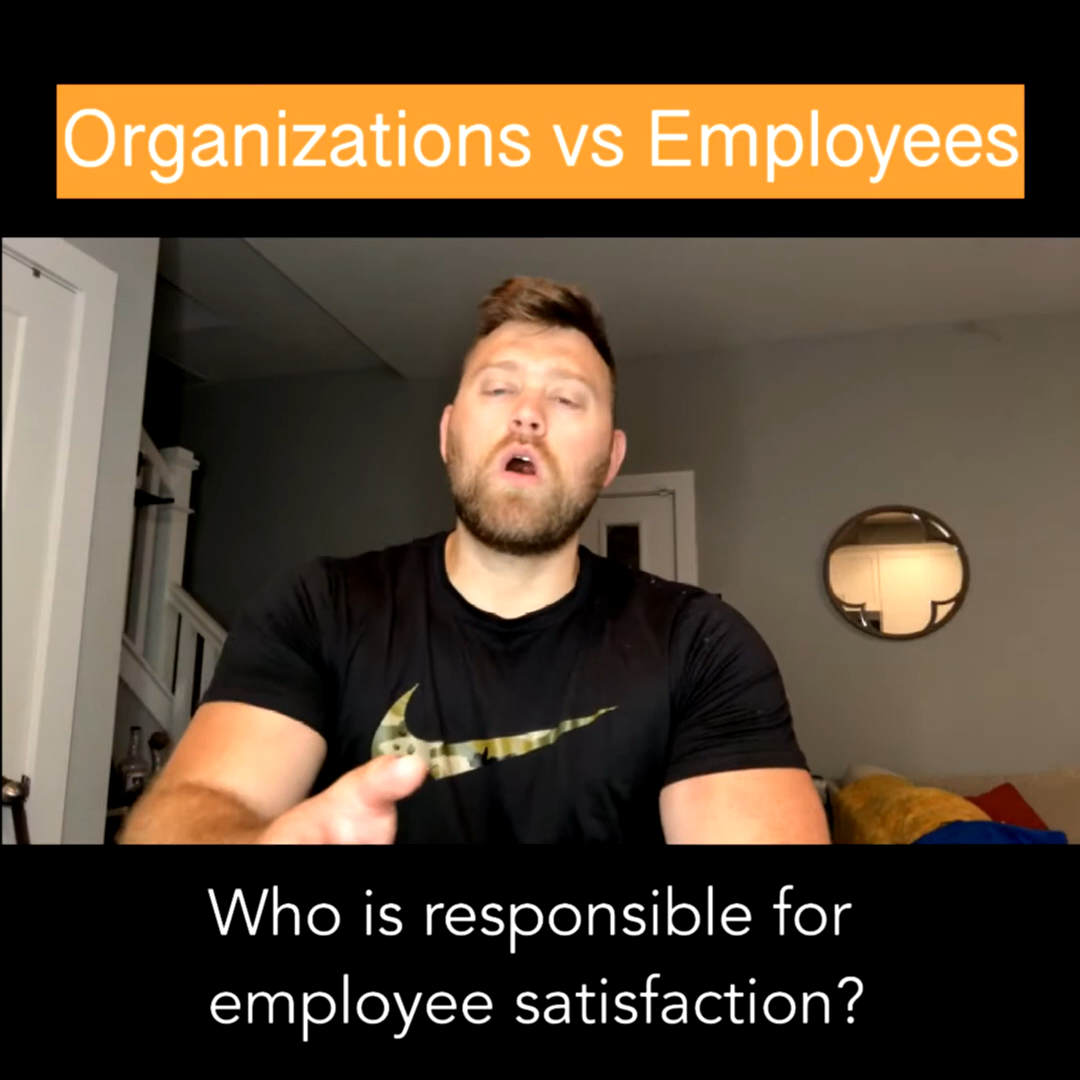 Organizations vs Employees
Who is responsible for
employee satisfaction?